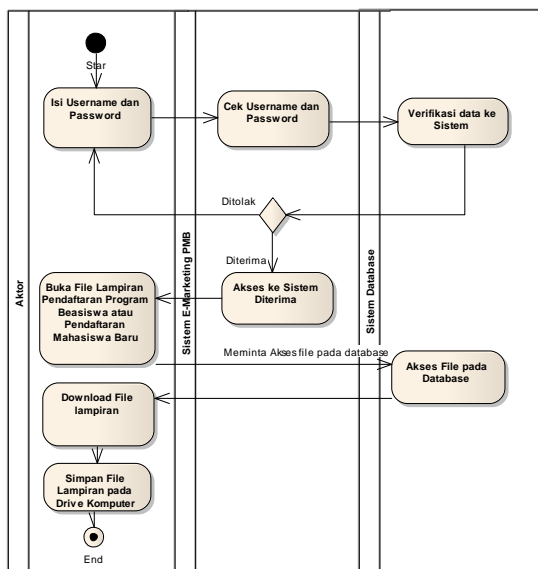 Star
Isi Username dan
Password
Cek Username dan
Password
Verifikasi data ke
Sistem
Ditolak
Diterima
Aktor
Sistem E-Marketing PMB
Sistem Database
Buka File Lampiran
Pendaftaran Program
Beasiswa atau
Pendaftaran
Mahasiswa Baru
Akses ke Sistem
Diterima
Meminta Akses file pada database
Akses File pada
Database
Download File
lampiran
Simpan File
Lampiran pada
Drive Komputer
End